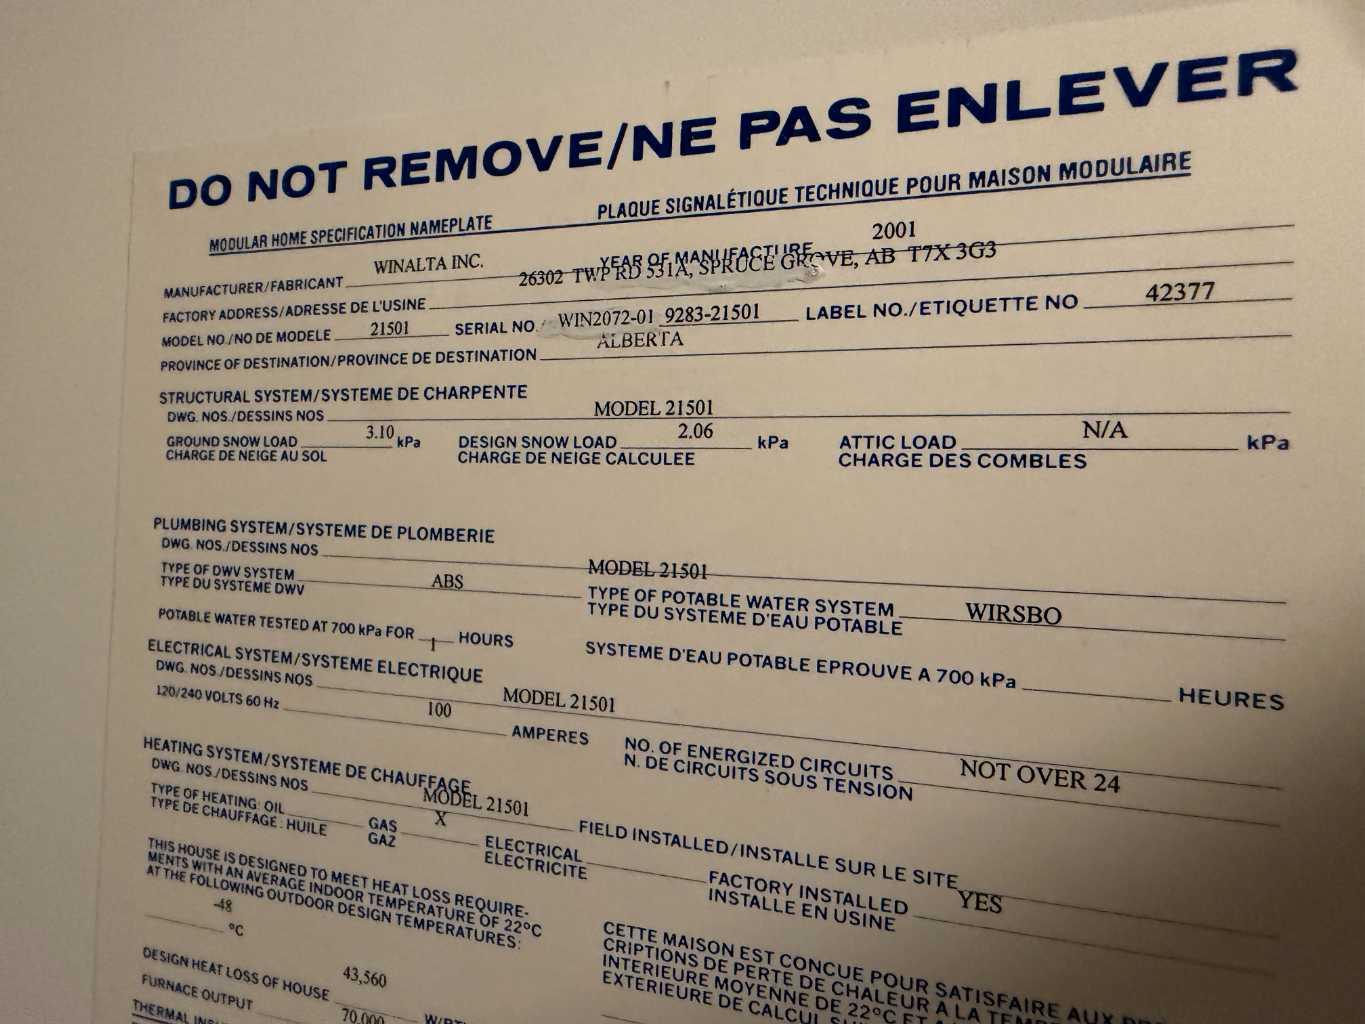 DO NOT REMOVE/NE PAS ENLEVER
MODULAR HOME SPECIFICATION NAMEPLATE PLAQUE SIGNALÉTIQUE TECHNIQUE POUR MAISON MODULAIRE
MANUFACTURER/FABRICANT WINALTA INC. YEAR OF MANUFACTURE 2001
FACTORY ADDRESS/ADRESSE DE L'USINE 26302 TWP RD 531A, SPRUCE GROVE, AB T7X 3G3
MODEL NO./NO DE MODELE 21501 SERIAL NO. WIN2072-01 9283-21501 LABEL NO./ETIQUETTE NO 42377
PROVINCE OF DESTINATION/PROVINCE DE DESTINATION ALBERTA
STRUCTURAL SYSTEM/SYSTEME DE CHARPENTE
DWG. NOS./DESSINS NOS MODEL 21501
GROUND SNOW LOAD 3.10 kPa DESIGN SNOW LOAD 2.06 kPa ATTIC LOAD N/A kPa
CHARGE DE NEIGE AU SOL CHARGE DE NEIGE CALCULEE CHARGE DES COMBLES
PLUMBING SYSTEM/SYSTEME DE PLOMBERIE
DWG. NOS./DESSINS NOS MODEL 21501
TYPE OF DWV SYSTEM ABS TYPE OF POTABLE WATER SYSTEM WIRSBO
TYPE DU SYSTEME DWV TYPE DU SYSTEME D'EAU POTABLE
POTABLE WATER TESTED AT 700 kPa FOR 1 HOURS SYSTEME D'EAU POTABLE EPROUVE A 700 kPa HEURES
ELECTRICAL SYSTEM/SYSTEME ELECTRIQUE
DWG. NOS./DESSINS NOS MODEL 21501
120/240 VOLTS 60 Hz 100 AMPERES NO. OF ENERGIZED CIRCUITS NOT OVER 24
N. DE CIRCUITS SOUS TENSION
HEATING SYSTEM/SYSTEME DE CHAUFFAGE
DWG. NOS./DESSINS NOS MODEL 21501
TYPE OF HEATING: OIL GAS X ELECTRICAL FIELD INSTALLED/INSTALLE SUR LE SITE
TYPE DE CHAUFFAGE: HUILE GAZ ELECTRICITE FACTORY INSTALLED YES
INSTALLE EN USINE
THIS HOUSE IS DESIGNED TO MEET HEAT LOSS REQUIRE-
MENTS WITH AN AVERAGE INDOOR TEMPERATURE OF 22°C
AT THE FOLLOWING OUTDOOR DESIGN TEMPERATURES:
-48 °C
CETTE MAISON EST CONCUE POUR SATISFAIRE AUX
CRIPTIONS DE PERTE DE CHALEUR A LA
INTERIEURE MOYENNE DE 22°C ET
EXTERIEURE DE CALCUL
DESIGN HEAT LOSS OF HOUSE 43,560
FURNACE OUTPUT 70,000
THERMAL